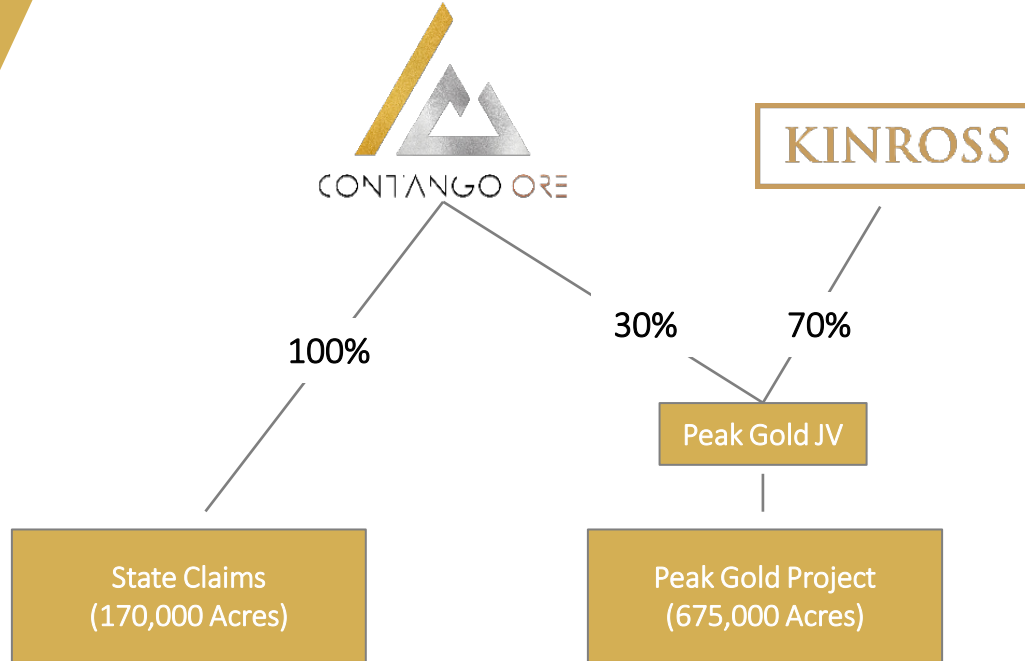 CONTANGO ORE
KINROSS
100%
30%
70%
Peak Gold JV
State Claims
(170,000 Acres)
Peak Gold Project
(675,000 Acres)